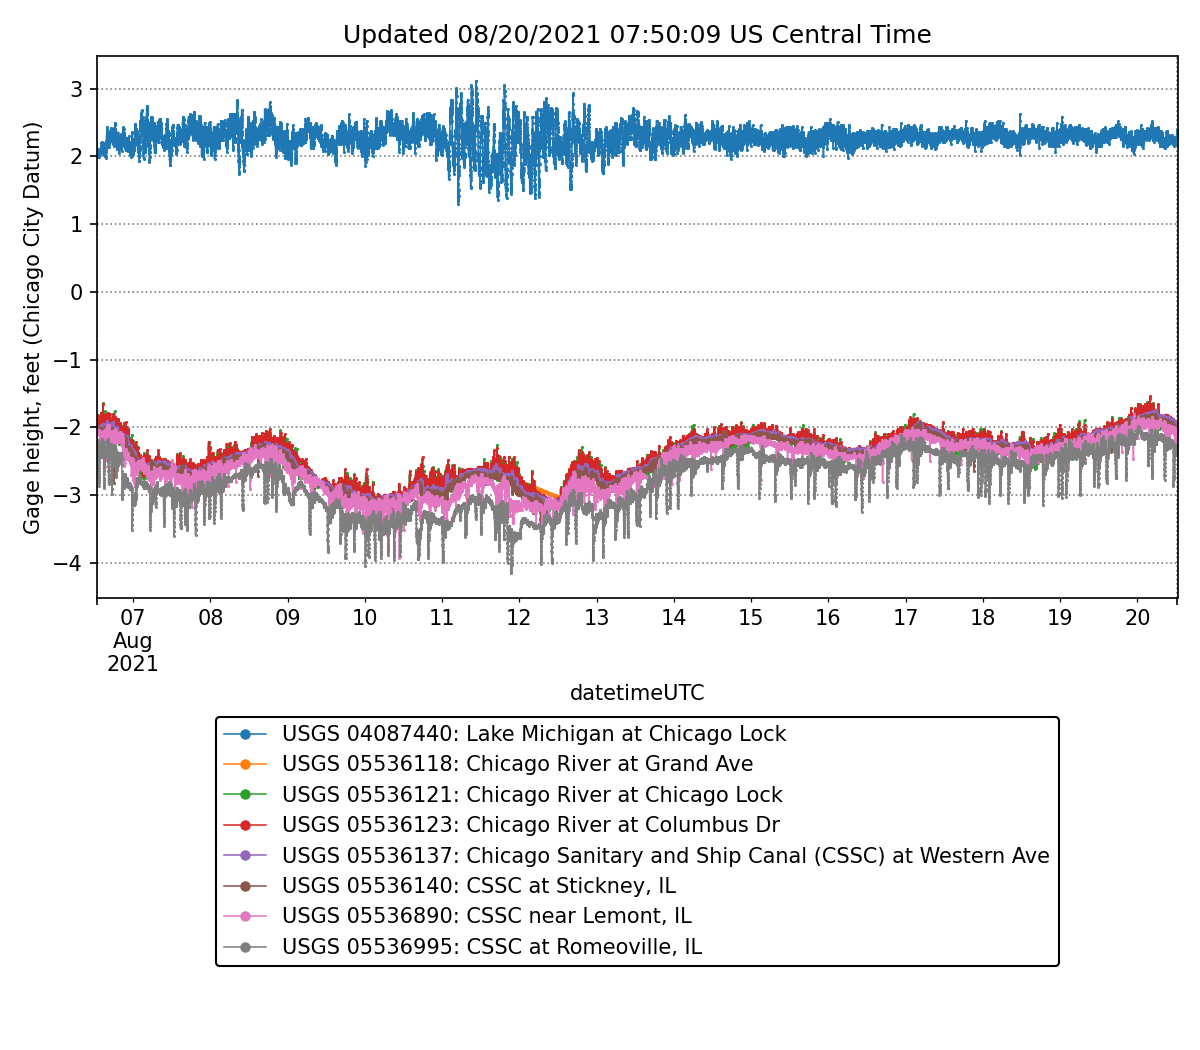 Updated 08/20/2021 07:50:09 US Central Time
Gage height, feet (Chicago City Datum)
3
2
1
0
−1
−2
−3
−4
07 08 09 10 11 12 13 14 15 16 17 18 19 20
Aug
2021
datetimeUTC
USGS 04087440: Lake Michigan at Chicago Lock
USGS 05536118: Chicago River at Grand Ave
USGS 05536121: Chicago River at Chicago Lock
USGS 05536123: Chicago River at Columbus Dr
USGS 05536137: Chicago Sanitary and Ship Canal (CSSC) at Western Ave
USGS 05536140: CSSC at Stickney, IL
USGS 05536890: CSSC near Lemont, IL
USGS 05536995: CSSC at Romeoville, IL